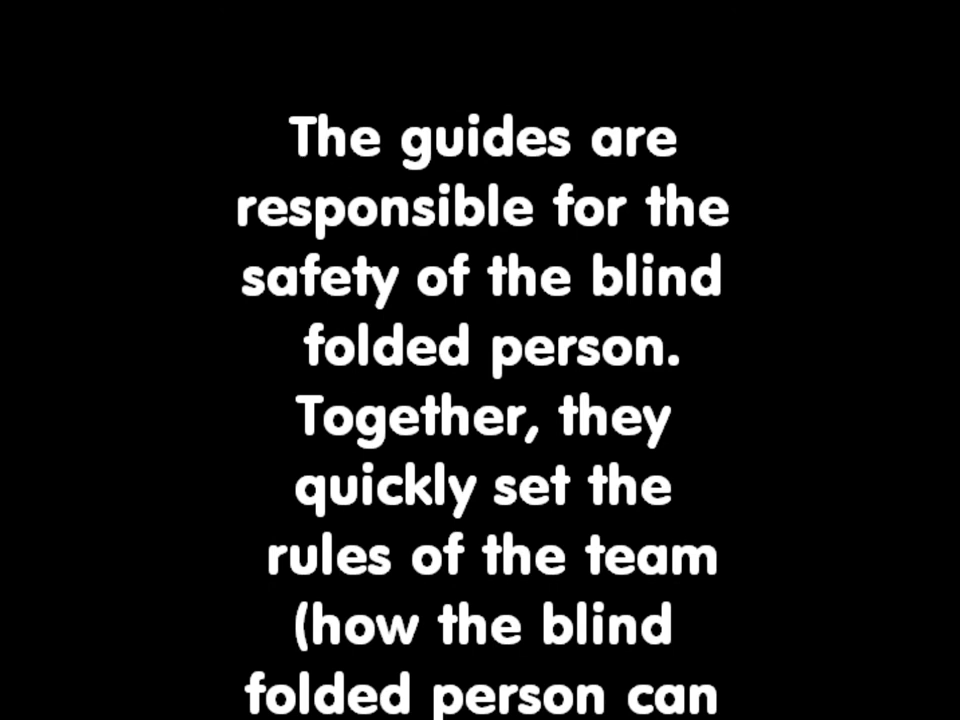 The guides are
responsible for the
safety of the blind
folded person.
Together, they
quickly set the
rules of the team
(how the blind
folded person can